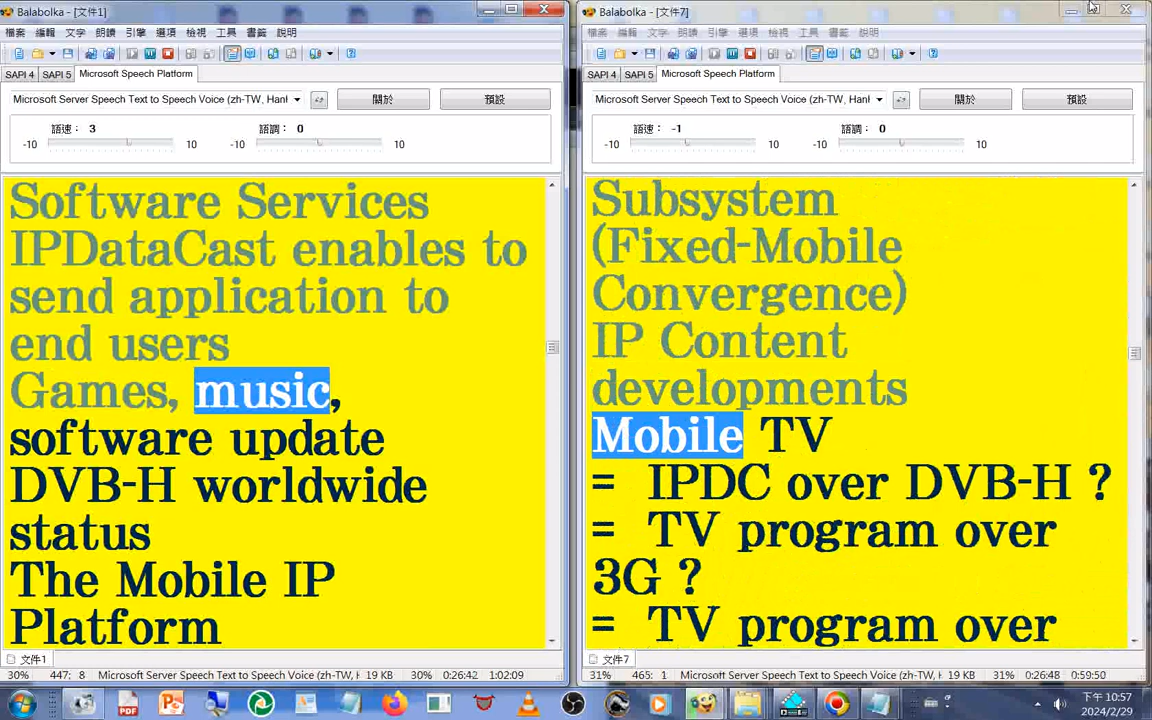 Balabolka - [文件1]
檔案 編輯 文字 朗讀 引擎 選項 檢視 工具 書籤 說明
SAPI 4 SAPI 5 Microsoft Speech Platform
Microsoft Server Speech Text to Speech Voice (zh-TW, Hanl
關於 預設
語速： 3 語調： 0
-10 10 -10 10
Software Services
IPDataCast enables to
send application to
end users
Games, music,
software update
DVB-H worldwide
status
The Mobile IP
Platform
文件1
30% 447: 8 Microsoft Server Speech Text to Speech Voice (zh-TW, H 19 KB 30% 0:26:42 1:02:09
Balabolka - [文件7]
檔案 編輯 文字 朗讀 引擎 選項 檢視 工具 書籤 說明
SAPI 4 SAPI 5 Microsoft Speech Platform
Microsoft Server Speech Text to Speech Voice (zh-TW, Hanl
關於 預設
語速： -1 語調： 0
-10 10 -10 10
Subsystem
(Fixed-Mobile
Convergence)
IP Content
developments
Mobile TV
= IPDC over DVB-H ?
= TV program over
3G ?
= TV program over
文件7
31% 465: 1 Microsoft Server Speech Text to Speech Voice (zh-TW, H 19 KB 31% 0:26:48 0:59:50
下午 10:57
2024/2/29